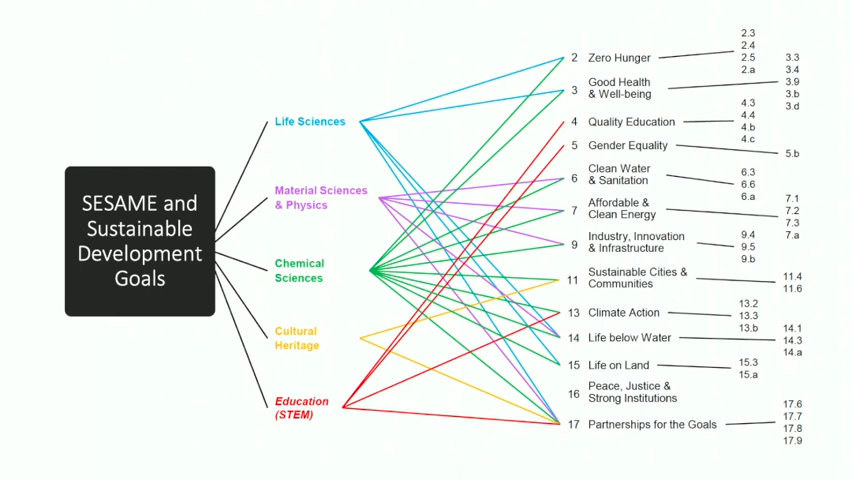 SESAME and
Sustainable
Development
Goals
Life Sciences
Material Sciences
& Physics
Chemical
Sciences
Cultural
Heritage
Education
(STEM)
2 Zero Hunger
2.3
2.4
2.5
2.a
3 Good Health
& Well-being
3.3
3.4
3.9
3.b
3.d
4 Quality Education
4.3
4.4
4.b
4.c
5 Gender Equality
5.b
6 Clean Water
& Sanitation
6.3
6.6
6.a
7 Affordable &
Clean Energy
7.1
7.2
7.3
7.a
9 Industry, Innovation
& Infrastructure
9.4
9.5
9.b
11 Sustainable Cities &
Communities
11.4
11.6
13 Climate Action
13.2
13.3
13.b
14 Life below Water
14.1
14.3
14.a
15 Life on Land
15.3
15.a
16 Peace, Justice &
Strong Institutions
17 Partnerships for the Goals
17.6
17.7
17.8
17.9